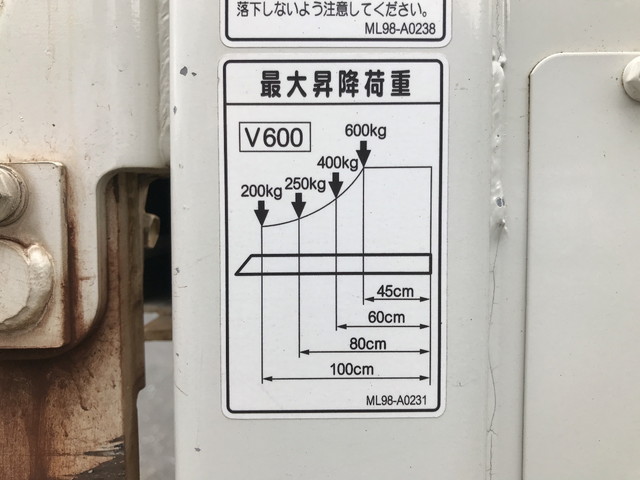 落下しないよう注意してください。
ML98-A0238
最大昇降荷重
V600
600kg
400kg
250kg
200kg
45cm
60cm
80cm
100cm
ML98-A0231